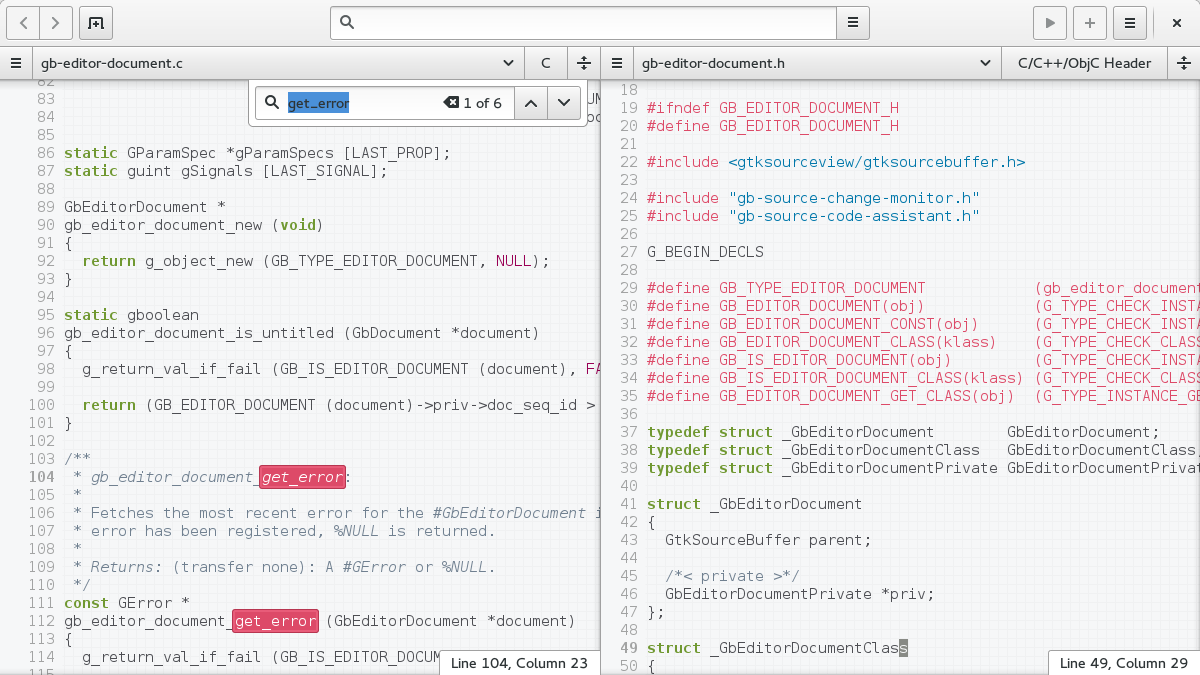 gb-editor-document.c
C
gb-editor-document.h
C/C++/ObjC Header
get_error
1 of 6
82
83
84
85
86 static GParamSpec *gParamSpecs [LAST_PROP];
87 static guint gSignals [LAST_SIGNAL];
88
89 GbEditorDocument *
90 gb_editor_document_new (void)
91 {
92   return g_object_new (GB_TYPE_EDITOR_DOCUMENT, NULL);
93 }
94
95 static gboolean
96 gb_editor_document_is_untitled (GbDocument *document)
97 {
98   g_return_val_if_fail (GB_IS_EDITOR_DOCUMENT (document), FA
99
100   return (GB_EDITOR_DOCUMENT (document)->priv->doc_seq_id >
101 }
102
103 /**
104  * gb_editor_document_get_error:
105  *
106  * Fetches the most recent error for the #GbEditorDocument i
107  * error has been registered, %NULL is returned.
108  *
109  * Returns: (transfer none): A #GError or %NULL.
110  */
111 const GError *
112 gb_editor_document_get_error (GbEditorDocument *document)
113 {
114   g_return_val_if_fail (GB_IS_EDITOR_DOCUM
115
Line 104, Column 23
18
19 #ifndef GB_EDITOR_DOCUMENT_H
20 #define GB_EDITOR_DOCUMENT_H
21
22 #include <gtksourceview/gtksourcebuffer.h>
23
24 #include "gb-source-change-monitor.h"
25 #include "gb-source-code-assistant.h"
26
27 G_BEGIN_DECLS
28
29 #define GB_TYPE_EDITOR_DOCUMENT            (gb_editor_document
30 #define GB_EDITOR_DOCUMENT(obj)            (G_TYPE_CHECK_INSTA
31 #define GB_EDITOR_DOCUMENT_CONST(obj)      (G_TYPE_CHECK_INSTA
32 #define GB_EDITOR_DOCUMENT_CLASS(klass)    (G_TYPE_CHECK_CLASS
33 #define GB_IS_EDITOR_DOCUMENT(obj)         (G_TYPE_CHECK_INSTA
34 #define GB_IS_EDITOR_DOCUMENT_CLASS(klass) (G_TYPE_CHECK_CLASS
35 #define GB_EDITOR_DOCUMENT_GET_CLASS(obj)  (G_TYPE_INSTANCE_GE
36
37 typedef struct _GbEditorDocument        GbEditorDocument;
38 typedef struct _GbEditorDocumentClass   GbEditorDocumentClass;
39 typedef struct _GbEditorDocumentPrivate GbEditorDocumentPrivat
40
41 struct _GbEditorDocument
42 {
43   GtkSourceBuffer parent;
44
45   /*< private >*/
46   GbEditorDocumentPrivate *priv;
47 };
48
49 struct _GbEditorDocumentClass
50 {
Line 49, Column 29